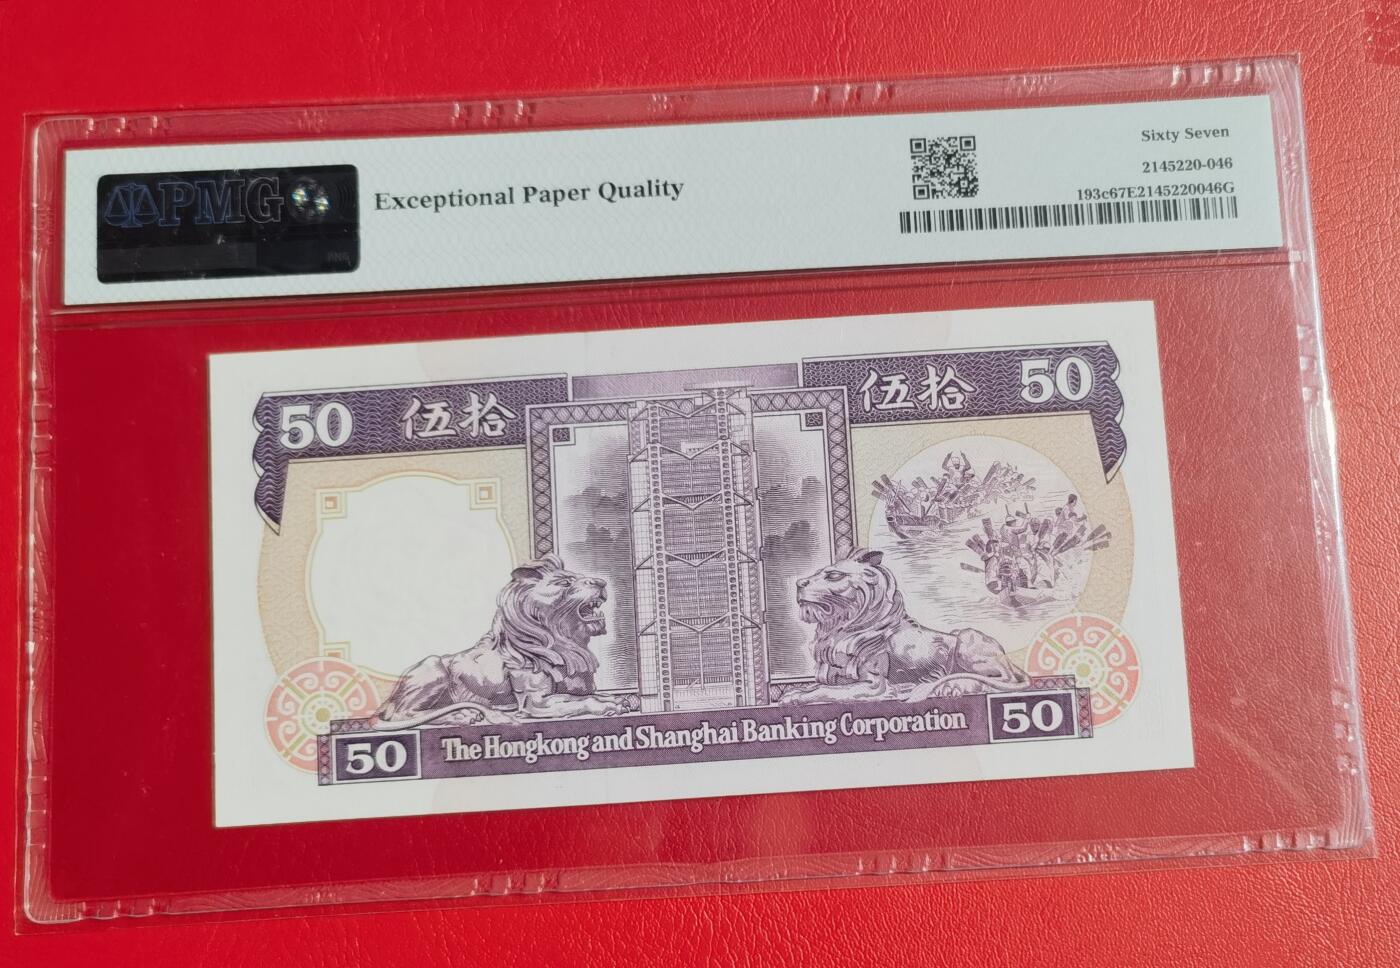 PMG
Exceptional Paper Quality
Sixty Seven
2145220-046
193c67E2145220046G
50 伍拾
伍拾 50
50 The Hongkong and Shanghai Banking Corporation 50